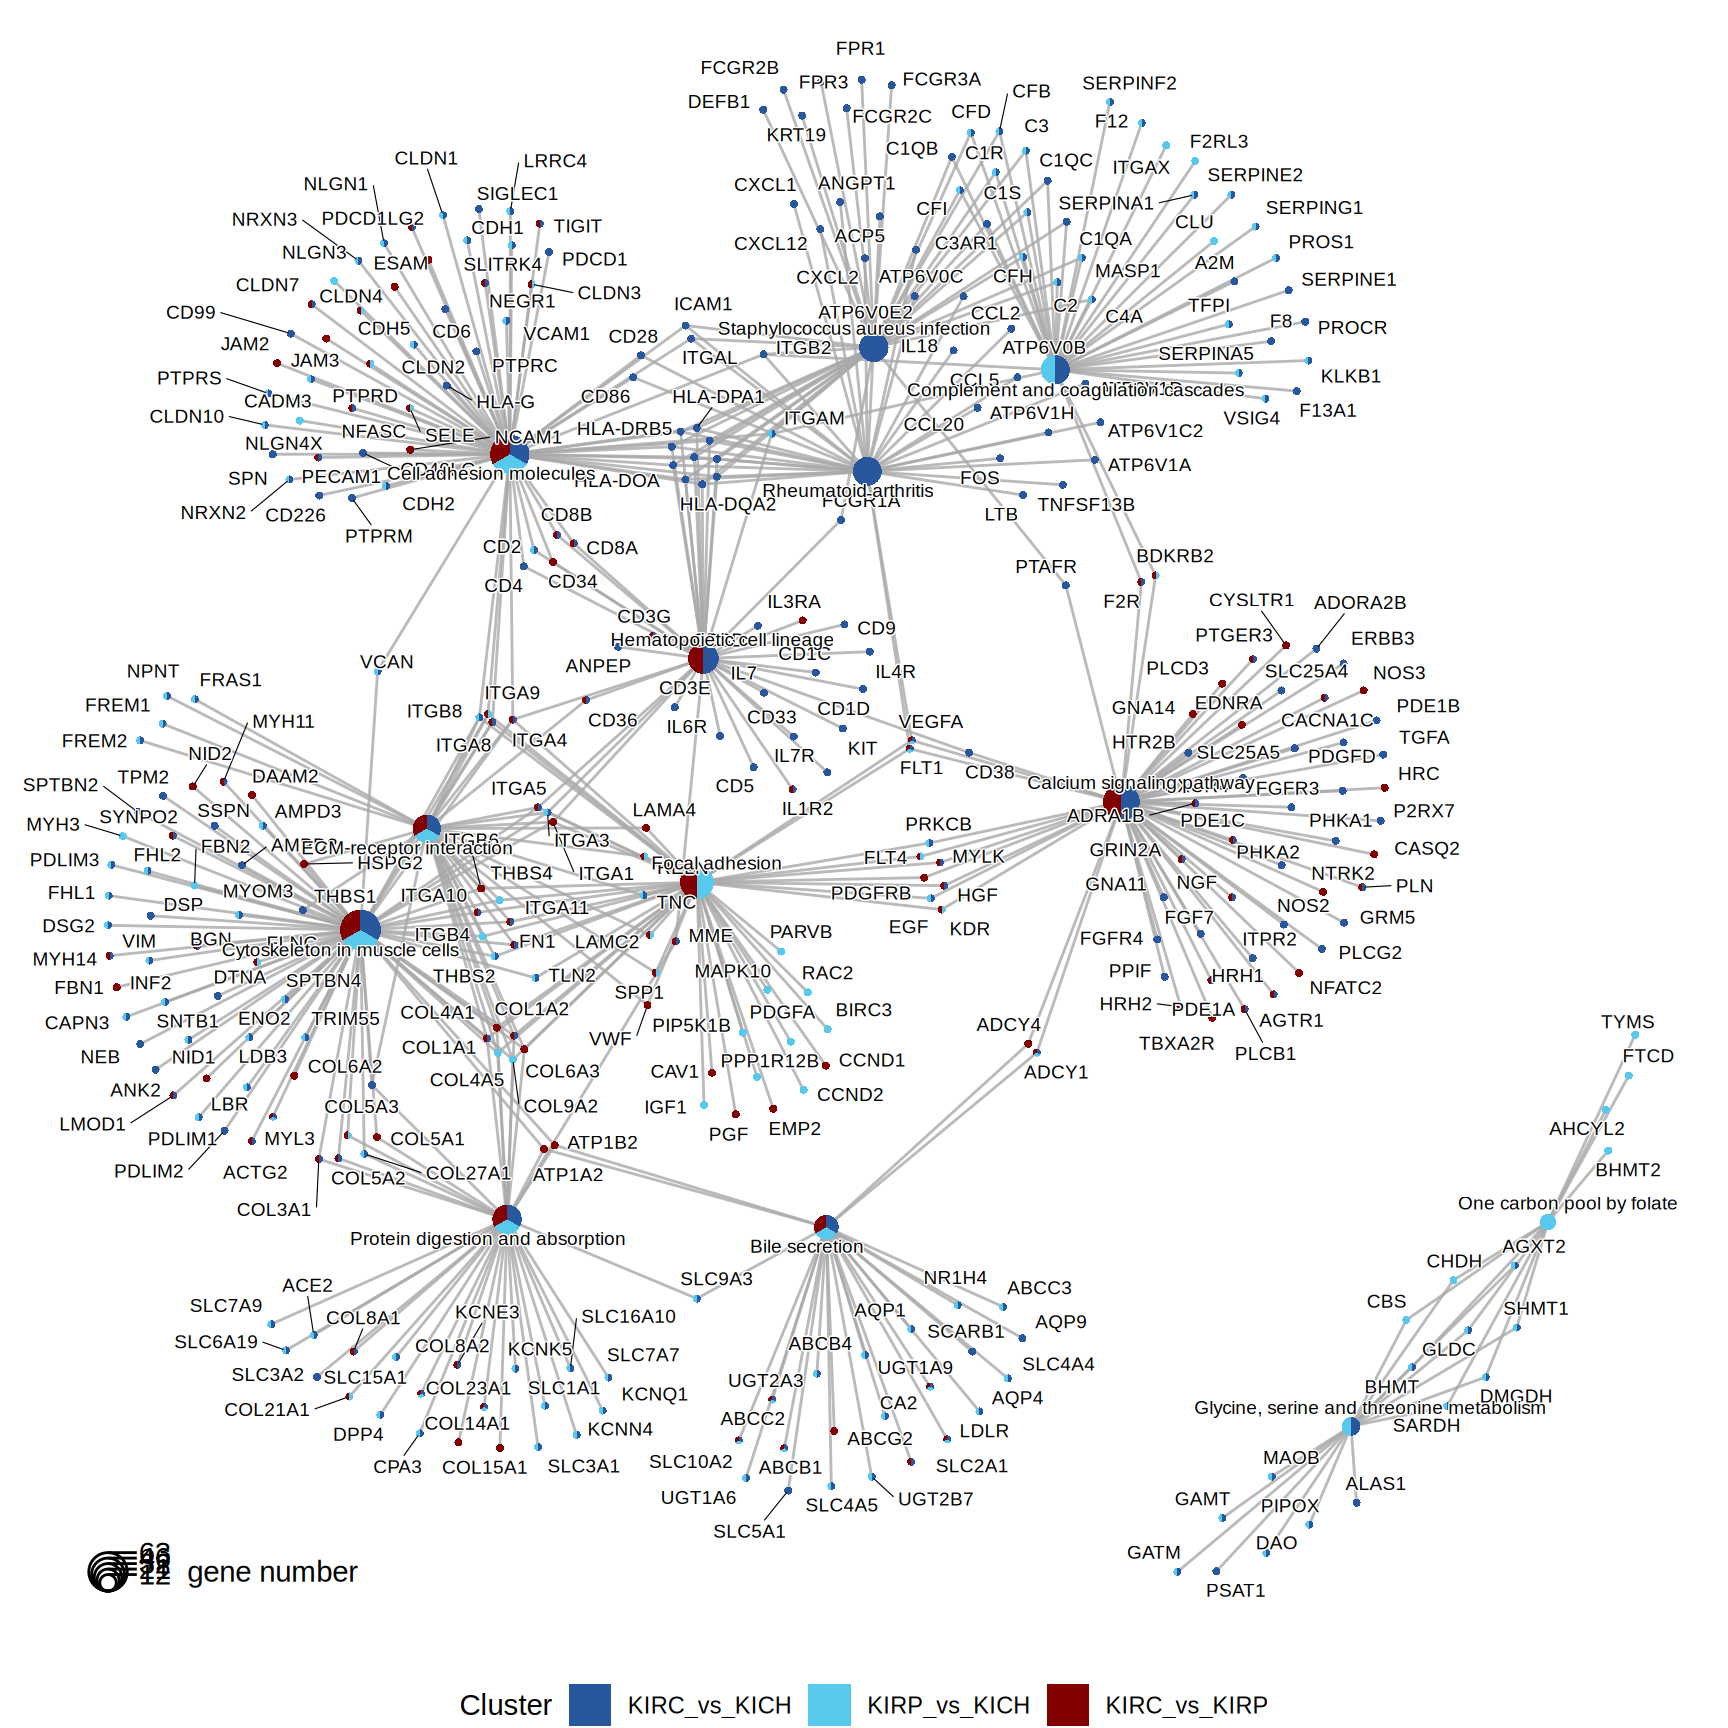 FPR1
FCGR2B
FPR3
FCGR3A
SERPINF2
DEFB1
CFB
FCGR2C
CFD
KRT19
C3
F12
C1QB
C1R
F2RL3
CLDN1
LRRC4
C1QC
ITGAX
NLGN1
SIGLEC1
CXCL1
ANGPT1
C1S
SERPINE2
NRXN3
PDCD1LG2
CDH1
TIGIT
CFI
SERPINA1
CLU
SERPING1
NLGN3
ESAM
SLITRK4
PDCD1
CXCL12
ACP5
C3AR1
C1QA
PROS1
CLDN7
CLDN4
NEGR1
CLDN3
CXCL2
ATP6V0C
CFH
MASP1
A2M
SERPINE1
CD99
CDH5
CD6
VCAM1
ICAM1
ATP6V0E2
CCL2
C2
C4A
TFPI
F8
PROCR
JAM2
JAM3
CLDN2
PTPRC
CD28
ITGAL
Staphylococcus aureus infection
ITGB2
IL18
ATP6V0B
SERPINA5
PTPRS
CADM3
PTPRD
HLA-G
CD86
HLA-DPA1
CCL5
Complement and coagulation cascades
KLKB1
CLDN10
NLGN4X
NFASC
SELE
NCAM1
HLA-DRB5
ITGAM
CCL20
ATP6V1H
ATP6V1C2
VSIG4
F13A1
SPN
PECAM1
Cell adhesion molecules
HLA-DOA
Rheumatoid arthritis
FOS
ATP6V1A
NRXN2
CD226
CDH2
HLA-DQA2
FCGR1A
LTB
TNFSF13B
PTPRM
CD8B
CD2
CD8A
CD4
CD34
PTAFR
BDKRB2
F2R
CYSLTR1
ADORA2B
CD3G
IL3RA
PTGER3
ERBB3
Hematopoietic cell lineage
CD9
VCAN
ANPEP
IL7
CD1C
IL4R
PLCD3
SLC25A4
NOS3
NPNT
FRAS1
ITGA9
CD3E
GNA14
EDNRA
PDE1B
FREM1
MYH11
ITGB8
CD36
IL6R
CD33
CD1D
VEGFA
CACNA1C
FREM2
NID2
ITGA8
ITGA4
IL7R
KIT
HTR2B
SLC25A5
PDGFD
TGFA
SPTBN2
TPM2
DAAM2
ITGA5
CD5
FLT1
CD38
Calcium signaling pathway
FGFR3
HRC
SYNPO2
SSPN
AMPD3
LAMA4
IL1R2
ADRA1B
PDE1C
PHKA1
P2RX7
MYH3
FHL2
FBN2
ECM-receptor interaction
ITGB6
ITGA3
PRKCB
PDLIM3
HSPG2
Focal adhesion
FLT4
MYLK
GRIN2A
PHKA2
CASQ2
FHL1
MYOM3
THBS1
ITGA10
THBS4
ITGA1
PDGFRB
HGF
GNA11
NGF
NTRK2
PLN
DSG2
DSP
ITGA11
TNC
EGF
KDR
FGF7
NOS2
GRM5
MYH14
VIM
BGN
FLNC
Cytoskeleton in muscle cells
ITGB4
FN1
LAMC2
MME
PARVB
FGFR4
ITPR2
PLCG2
FBN1
INF2
DTNA
SPTBN4
THBS2
TLN2
MAPK10
RAC2
PPIF
HRH1
NFATC2
CAPN3
SNTB1
ENO2
TRIM55
COL4A1
COL1A2
SPP1
PIP5K1B
PDGFA
BIRC3
HRH2
PDE1A
AGTR1
NEB
NID1
LDB3
COL6A2
COL1A1
VWF
ADCY4
TBXA2R
PLCB1
TYMS
ANK2
COL4A5
COL6A3
CAV1
PPP1R12B
CCND1
ADCY1
FTCD
LMOD1
LBR
COL5A3
COL9A2
IGF1
CCND2
AHCYL2
PDLIM1
MYL3
COL5A1
ATP1B2
PGF
EMP2
BHMT2
PDLIM2
ACTG2
COL5A2
COL27A1
ATP1A2
COL3A1
One carbon pool by folate
Protein digestion and absorption
Bile secretion
AGXT2
CHDH
ACE2
SLC9A3
NR1H4
ABCC3
SLC7A9
COL8A1
KCNE3
SLC16A10
AQP1
AQP9
CBS
SHMT1
SLC6A19
COL8A2
KCNK5
ABCB4
SCARB1
GLDC
SLC3A2
SLC15A1
SLC7A7
UGT1A9
SLC4A4
BHMT
COL21A1
COL23A1
SLC1A1
KCNQ1
UGT2A3
CA2
AQP4
DMGDH
Glycine, serine and threonine metabolism
DPP4
COL14A1
KCNN4
ABCC2
ABCG2
LDLR
SARDH
CPA3
COL15A1
SLC3A1
SLC10A2
ABCB1
SLC2A1
MAOB
UGT1A6
SLC4A5
UGT2B7
ALAS1
SLC5A1
GAMT
PIPOX
DAO
GATM
PSAT1
62
12
gene number
Cluster
KIRC_vs_KICH
KIRP_vs_KICH
KIRC_vs_KIRP